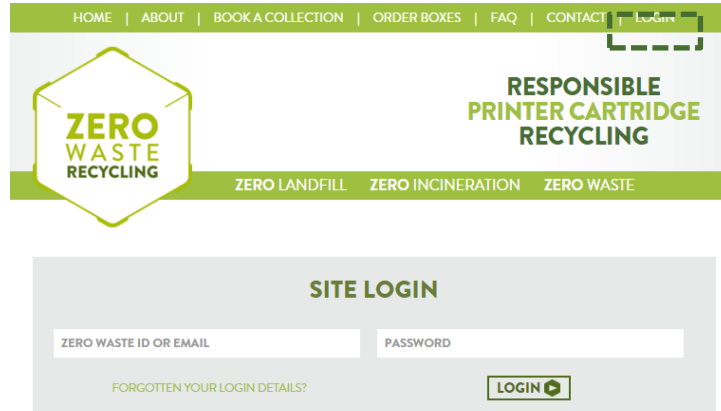 HOME | ABOUT | BOOK A COLLECTION | ORDER BOXES | FAQ | CONTACT | LOGIN
ZERO
WASTE
RECYCLING
RESPONSIBLE
PRINTER CARTRIDGE
RECYCLING
ZERO LANDFILL ZERO INCINERATION ZERO WASTE
SITE LOGIN
ZERO WASTE ID OR EMAIL PASSWORD
FORGOTTEN YOUR LOGIN DETAILS? LOGIN